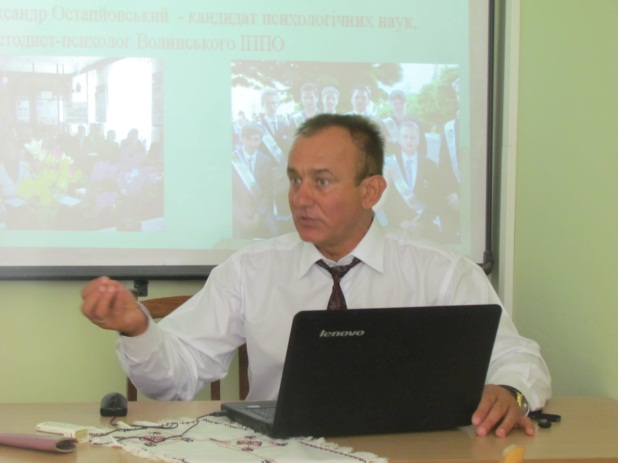 ксандр Остапйовський - кандидат психологічних наук,
етодист-психолог Волинського ІППО
lenovo